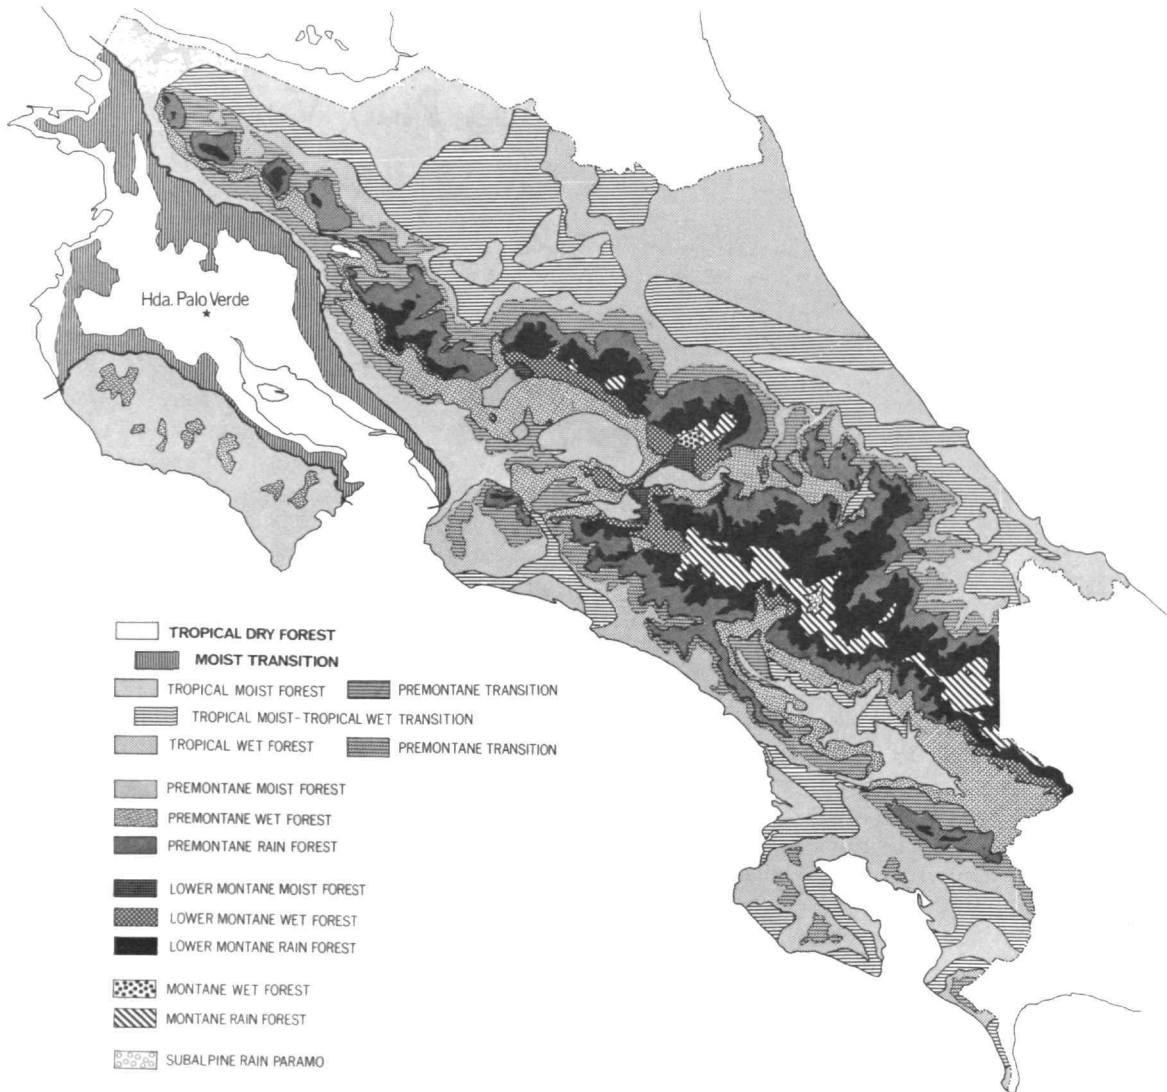 Hda. Palo Verde
TROPICAL DRY FOREST
MOIST TRANSITION
TROPICAL MOIST FOREST PREMONTANE TRANSITION
TROPICAL MOIST-TROPICAL WET TRANSITION
TROPICAL WET FOREST PREMONTANE TRANSITION
PREMONTANE MOIST FOREST
PREMONTANE WET FOREST
PREMONTANE RAIN FOREST
LOWER MONTANE MOIST FOREST
LOWER MONTANE WET FOREST
LOWER MONTANE RAIN FOREST
MONTANE WET FOREST
MONTANE RAIN FOREST
SUBALPINE RAIN PARAMO